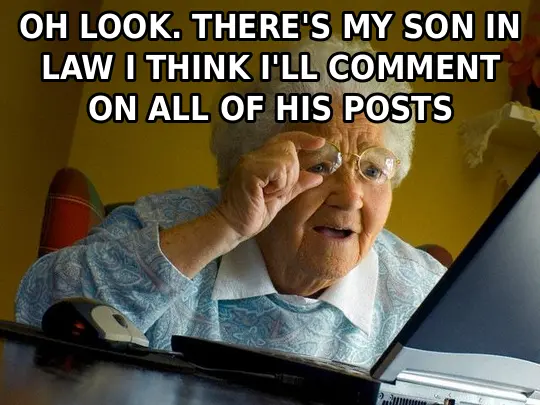 OH LOOK. THERE'S MY SON IN
LAW I THINK I'LL COMMENT
ON ALL OF HIS POSTS